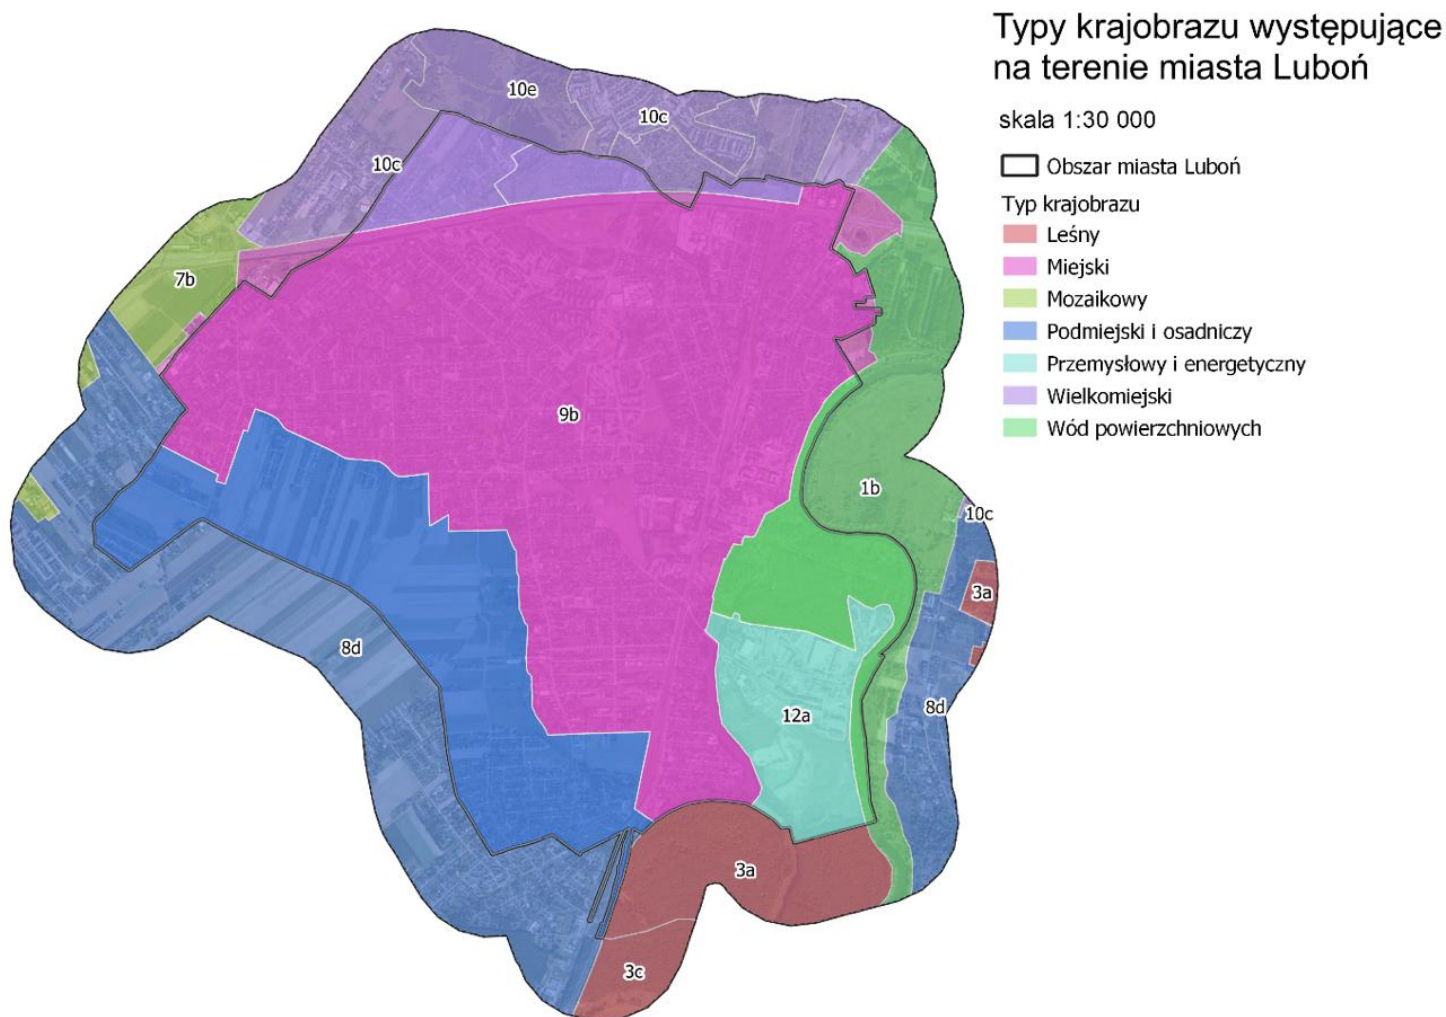 Typy krajobrazu występujące
na terenie miasta Luboń
skala 1:30 000
Obszar miasta Luboń
Typ krajobrazu
Leśny
Miejski
Mozaikowy
Podmiejski i osadniczy
Przemysłowy i energetyczny
Wielkomiejski
Wód powierzchniowych
10e
10c
10c
7b
9b
1b
10c
3a
8d
8d
12a
3a
3c